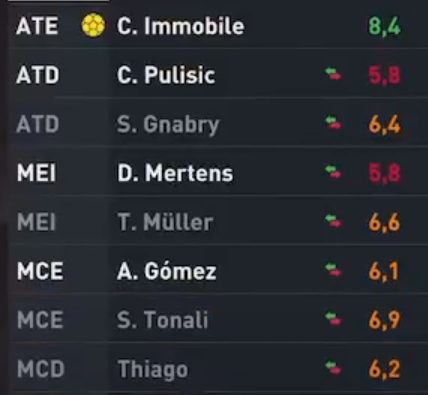 ATE C. Immobile 8,4
ATD C. Pulisic 5,8
ATD S. Gnabry 6,4
MEI D. Mertens 5,8
MEI T. Müller 6,6
MCE A. Gómez 6,1
MCE S. Tonali 6,9
MCD Thiago 6,2